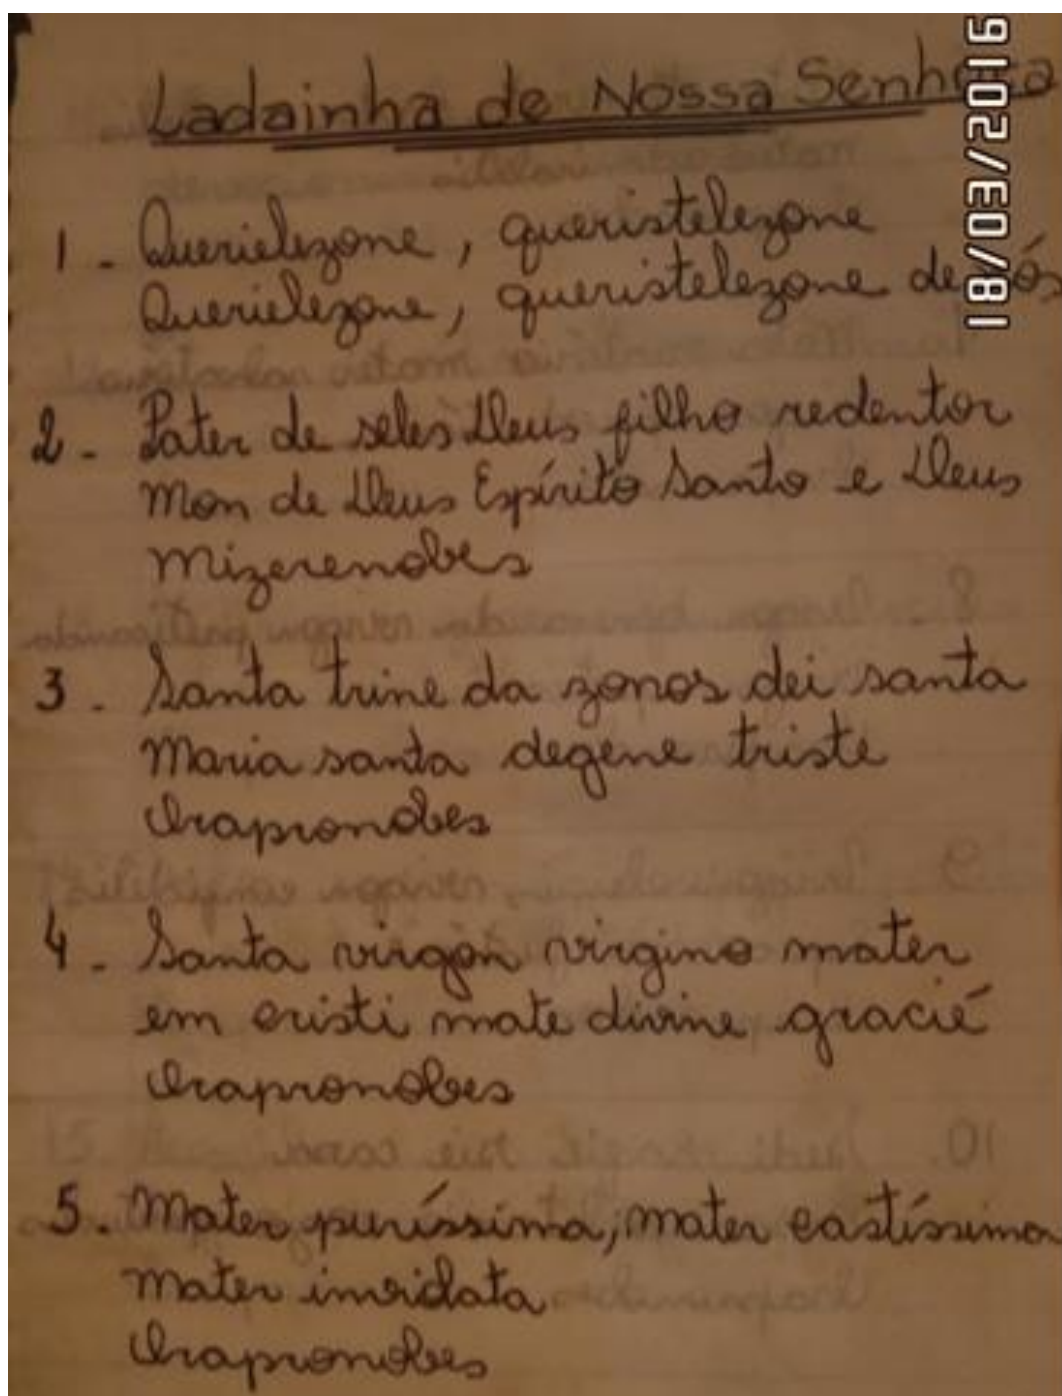 Ladainha de Nossa Senhora
18/03/2016
1 - Querielezone, queristelezone
Querielezone, queristelezone de nós
2 - Pater de seles Deus filho redentor
Mon de Deus Espírito Santo e Deus
Mizerenobes
3 - Santa trine da zonos dei santa
Maria santa degene triste
Orapronobes
4 - Santa virgon virgino mater
em cristi mate divine gracié
Orapronobes
5 - Mater puríssima, mater castíssima
Mater invidata
Orapronobes